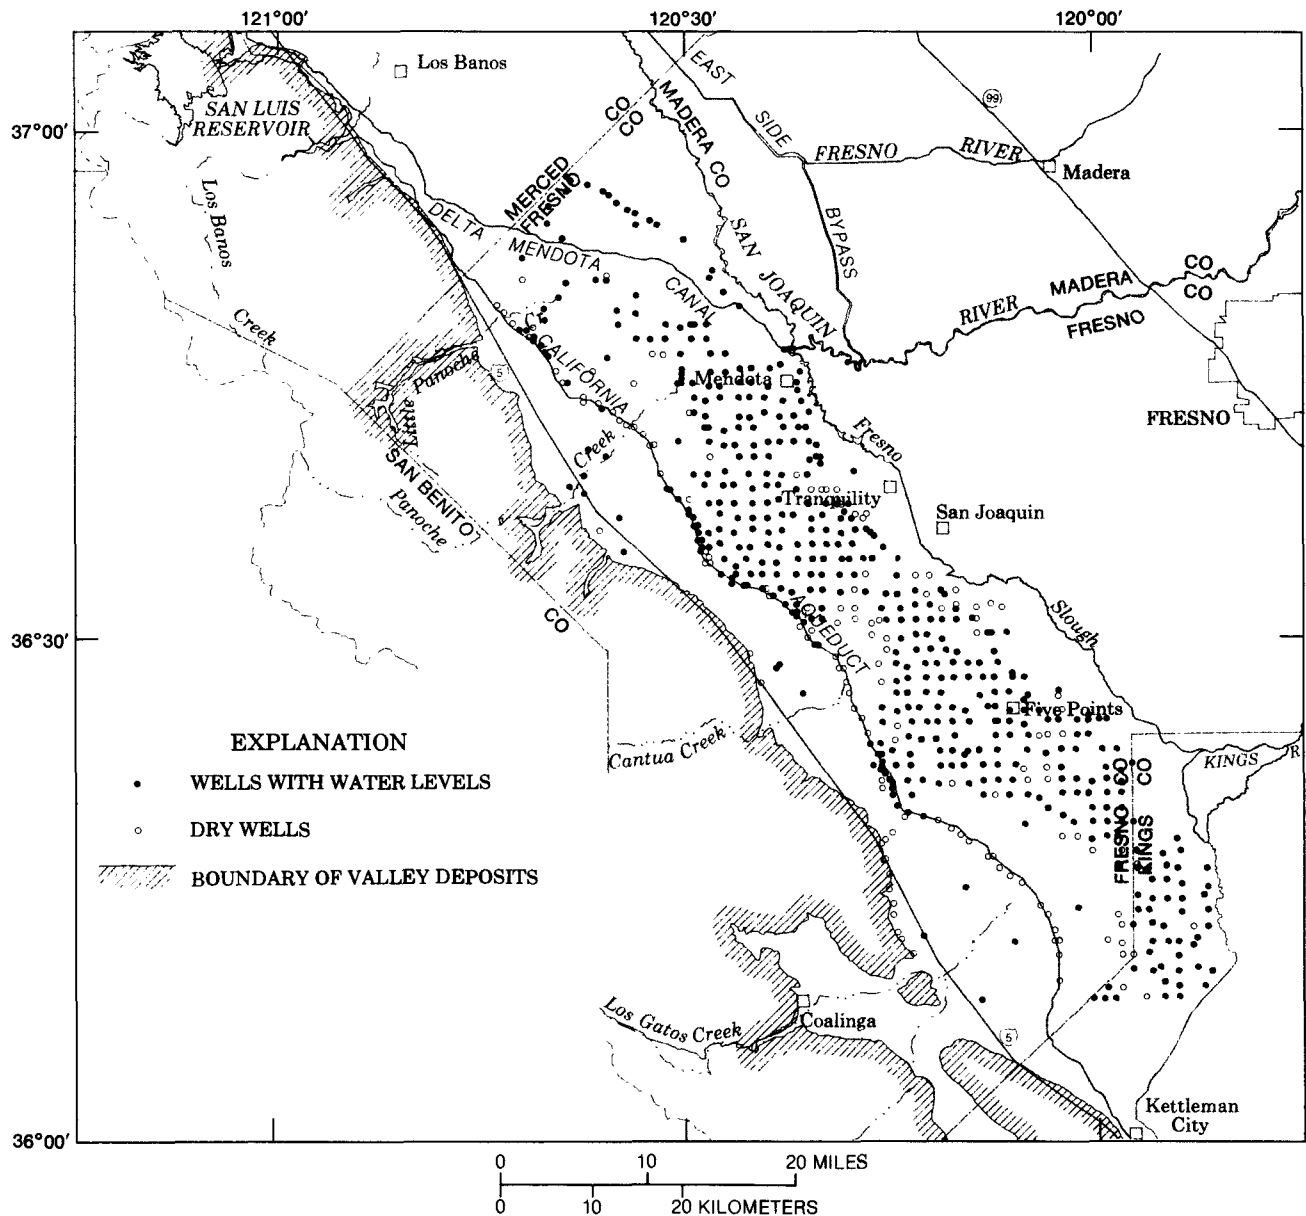 121°00′
120°30′
120°00′
37°00′
36°30′
36°00′
Los Banos
SAN LUIS
RESERVOIR
Los Banos
Creek
MERCED CO
FRESNO CO
MADERA CO
EAST
SIDE
BYPASS
FRESNO RIVER
99
Madera
DELTA
MENDOTA
CANAL
SAN JOAQUIN
RIVER
MADERA CO
FRESNO CO
FRESNO
Little Panoche
5
CALIFORNIA
AQUEDUCT
Mendota
Creek
Panoche
SAN BENITO
CO
Fresno
Slough
Tranquility
San Joaquin
Five Points
Cantua Creek
KINGS R
FRESNO CO
KINGS CO
EXPLANATION
WELLS WITH WATER LEVELS
DRY WELLS
BOUNDARY OF VALLEY DEPOSITS
Los Gatos Creek
Coalinga
5
Kettleman
City
0 10 20 MILES
0 10 20 KILOMETERS